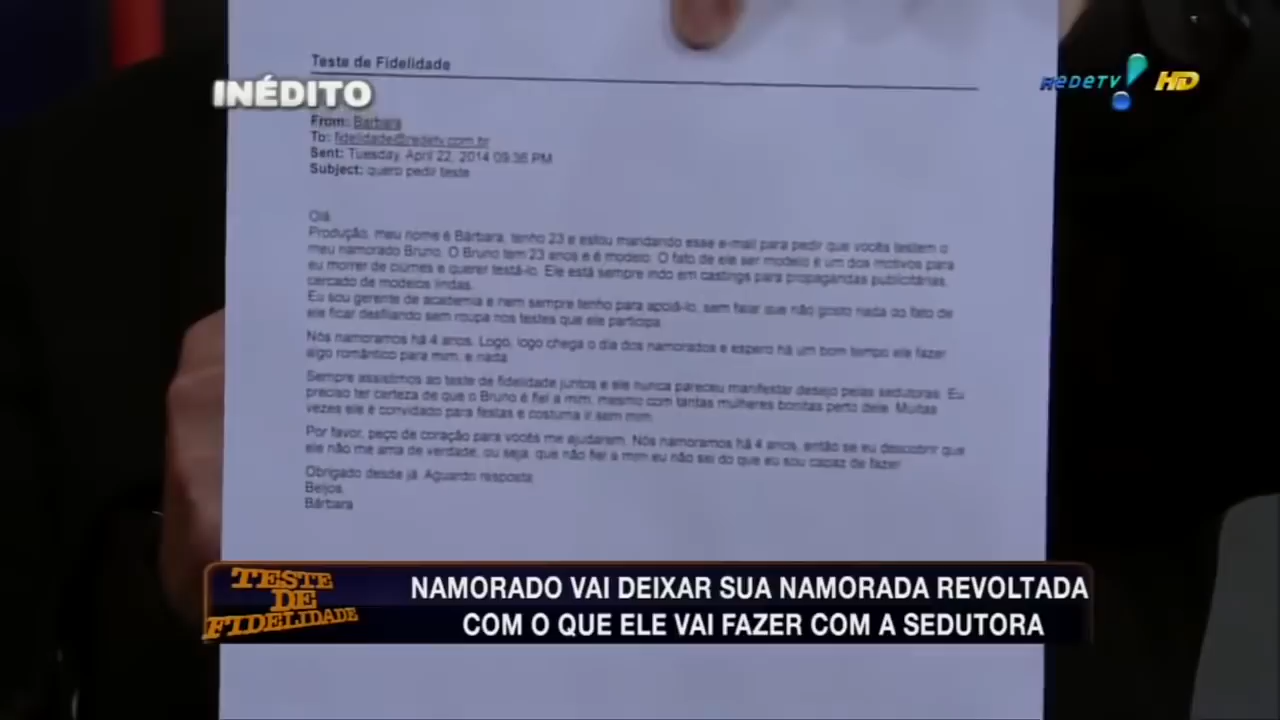 Teste de Fidelidade
INÉDITO
REDETV! HD
From: Bárbara
To: fidelidade@redetv.com.br
Sent: Tuesday, April 22, 2014 09:36 PM
Subject: quero pedir teste
Olá
Produção, meu nome é Bárbara, tenho 23 e estou mandando esse e-mail para pedir que vocês testem o
meu namorado Bruno. O Bruno tem 23 anos e é modelo. O fato de ele ser modelo é um dos motivos para
eu morrer de ciúmes e querer testá-lo. Ele está sempre indo em castings para propagandas publicitárias,
cercado de modelos lindas.
Eu sou gerente de academia e nem sempre tenho para apoiá-lo, sem falar que não gosto nada do fato de
ele ficar desfilando sem roupa nos testes que ele participa.
Nós namoramos há 4 anos. Logo, logo chega o dia dos namorados e espero há um bom tempo ele fazer
algo romântico para mim, e nada.
Sempre assistimos ao teste de fidelidade juntos e ele nunca pareceu manifestar desejo pelas sedutoras. Eu
preciso ter certeza de que o Bruno é fiel a mim, mesmo com tantas mulheres bonitas perto dele. Muitas
vezes ele é convidado para festas e costuma ir sem mim.
Por favor, peço de coração para vocês me ajudarem. Nós namoramos há 4 anos, então se eu descobrir que
ele não me ama de verdade, ou seja, que não fiel a mim eu não sei do que eu sou capaz de fazer.
Obrigado desde já. Aguardo resposta.
Beijos,
Bárbara
TESTE
DE
FIDELIDADE
NAMORADO VAI DEIXAR SUA NAMORADA REVOLTADA
COM O QUE ELE VAI FAZER COM A SEDUTORA